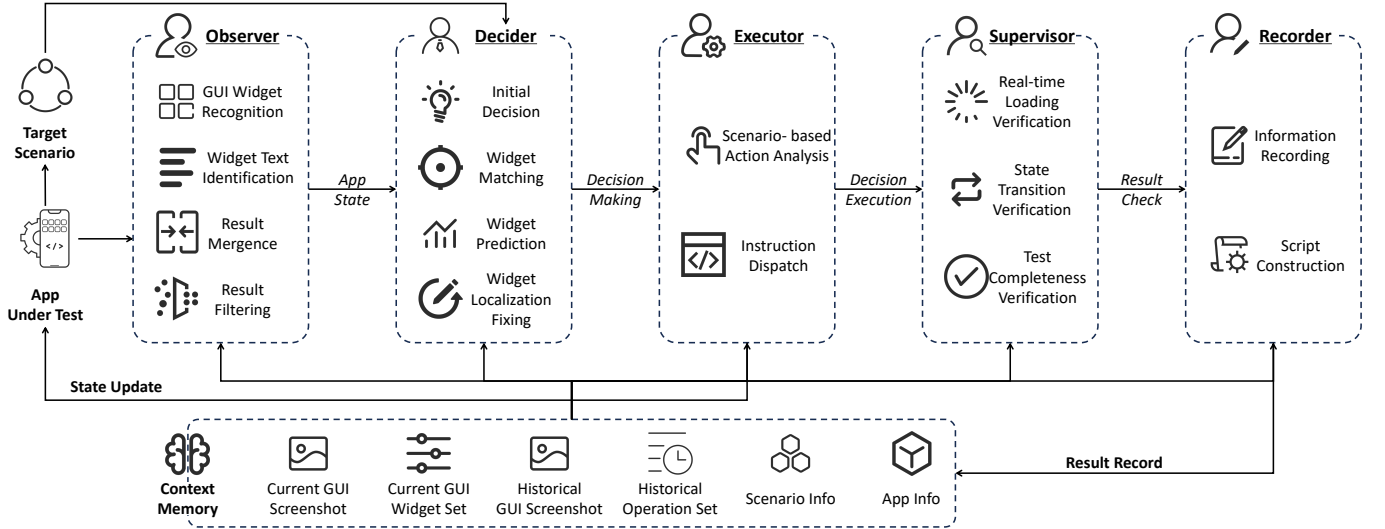 Observer
GUI Widget
Recognition
Widget Text
Identification
Result
Mergence
Result
Filtering
Decider
Initial
Decision
Widget
Matching
Widget
Prediction
Widget
Localization
Fixing
Executor
Scenario- based
Action Analysis
Instruction
Dispatch
Supervisor
Real-time
Loading
Verification
State
Transition
Verification
Test
Completeness
Verification
Recorder
Information
Recording
Script
Construction
Target
Scenario
</>
App
Under Test
App
State
Decision
Making
</>
Decision
Execution
Result
Check
State Update
Context
Memory
Current GUI
Screenshot
Current GUI
Widget Set
Historical
GUI Screenshot
Historical
Operation Set
Scenario Info
App Info
Result Record